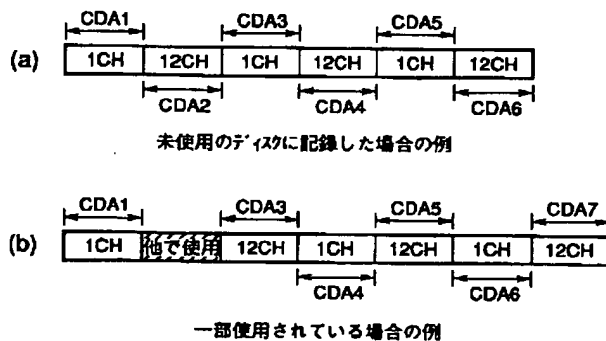 CDA1 CDA3 CDA5
(a) 1CH 12CH 1CH 12CH 1CH 12CH
CDA2 CDA4 CDA6
未使用のディスクに記録した場合の例
CDA1 CDA3 CDA5 CDA7
(b) 1CH 他で使用 12CH 1CH 12CH 1CH 12CH
CDA4 CDA6
一部使用されている場合の例